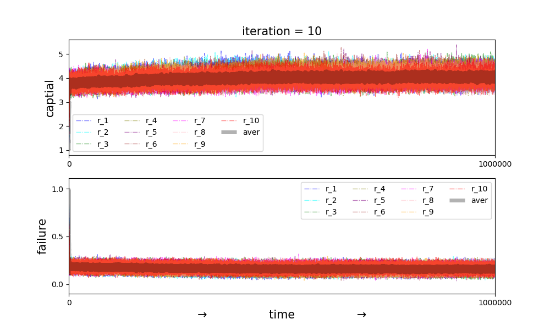 iteration = 10
captial
5
4
3
2
1
r_1 r_4 r_7 r_10
r_2 r_5 r_8 aver
r_3 r_6 r_9
0 1000000
failure
1.0
0.5
0.0
r_1 r_4 r_7 r_10
r_2 r_5 r_8 aver
r_3 r_6 r_9
0 1000000
→ time →